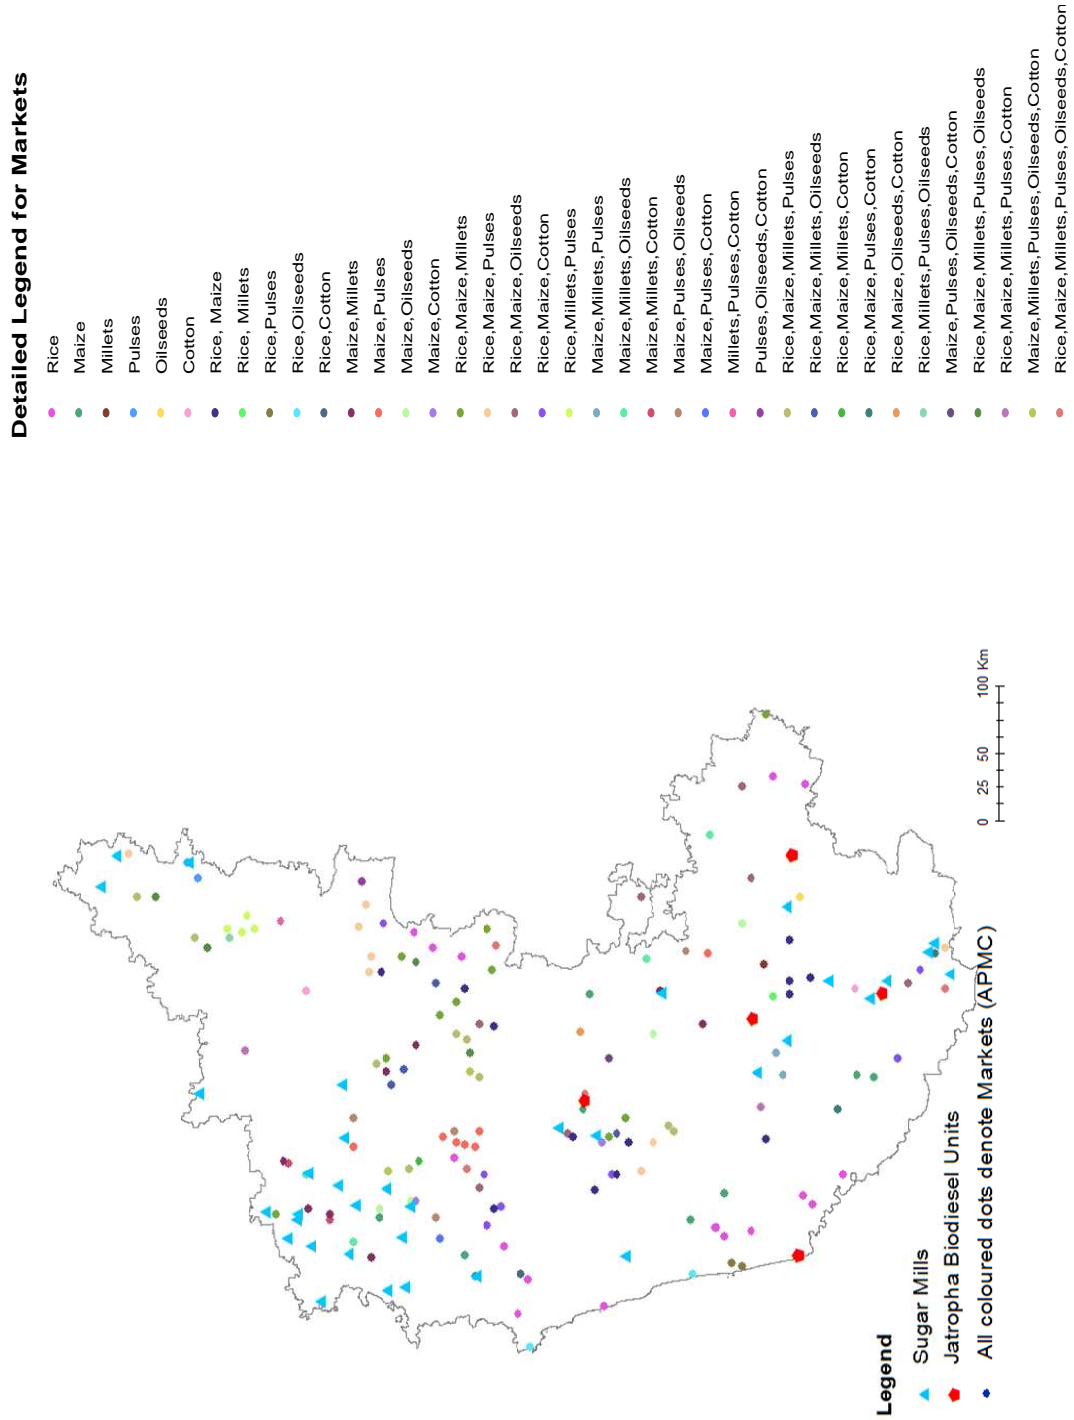 Detailed Legend for Markets
Rice
Maize
Millets
Pulses
Oilseeds
Cotton
Rice, Maize
Rice, Millets
Rice,Pulses
Rice,Oilseeds
Rice,Cotton
Maize,Millets
Maize,Pulses
Maize,Oilseeds
Maize,Cotton
Rice,Maize,Millets
Rice,Maize,Pulses
Rice,Maize,Oilseeds
Rice,Maize,Cotton
Rice,Millets,Pulses
Maize,Millets,Pulses
Maize,Millets,Oilseeds
Maize,Millets,Cotton
Maize,Pulses,Oilseeds
Maize,Pulses,Cotton
Millets,Pulses,Cotton
Pulses,Oilseeds,Cotton
Rice,Maize,Millets,Pulses
Rice,Maize,Millets,Oilseeds
Rice,Maize,Millets,Cotton
Rice,Maize,Pulses,Cotton
Rice,Maize,Oilseeds,Cotton
Rice,Millets,Pulses,Oilseeds
Maize,Pulses,Oilseeds,Cotton
Rice,Maize,Millets,Pulses,Oilseeds
Rice,Maize,Millets,Pulses,Cotton
Maize,Millets,Pulses,Oilseeds,Cotton
Rice,Maize,Millets,Pulses,Oilseeds,Cotton
Legend
Sugar Mills
Jatropha Biodiesel Units
All coloured dots denote Markets (APMC)
0 25 50 100 Km